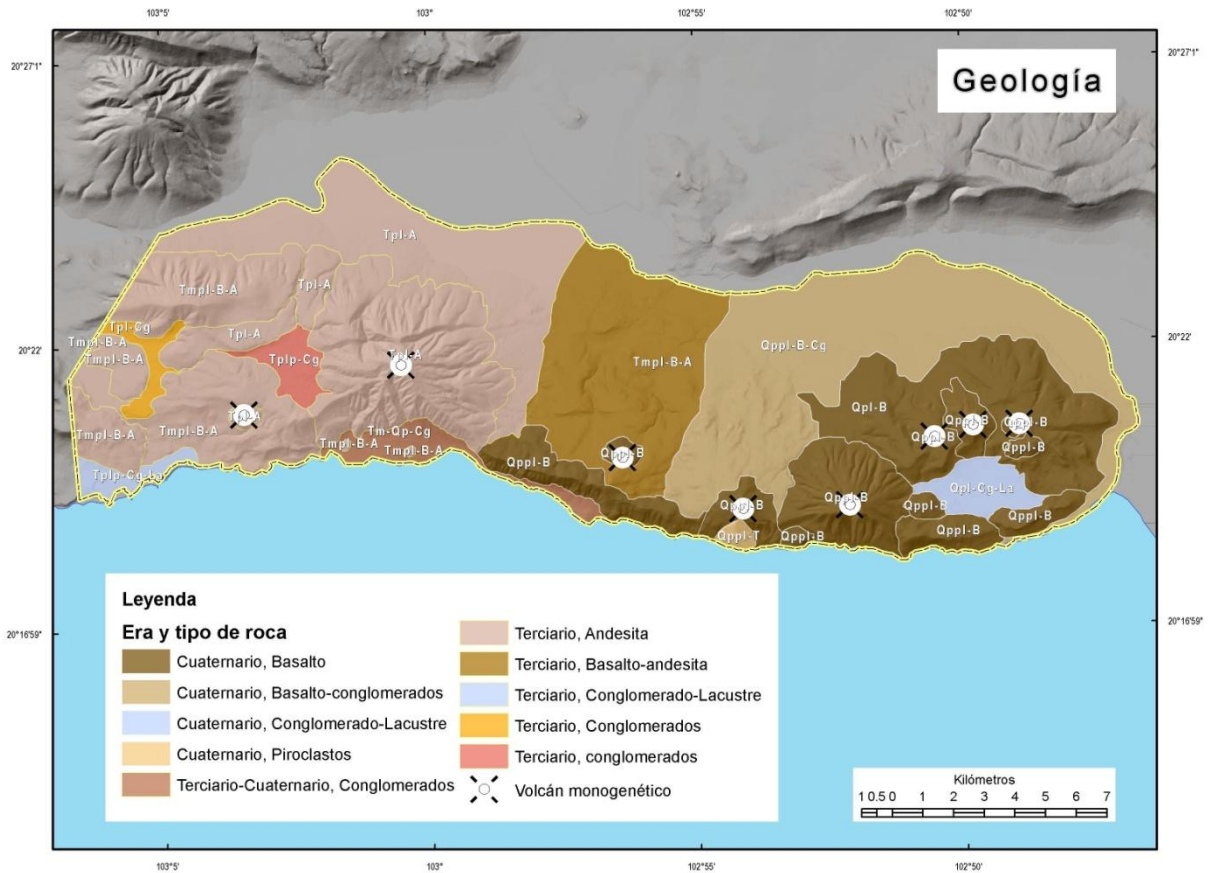 103°5'
103°
102°55'
102°50'
20°27'1"
20°27'1"
Geología
Tpl-A
Tmpl-B-A
Tpl-A
Tpl-Cg
Tmpl-B-A
Tmpl-B-A
Tpl-A
Tplp-Cg
Tpl-A
20°22'
20°22'
Tmpl-B-A
Qppl-B-Cg
Qpl-B
Tpl-A
Tmpl-B-A
Tmpl-B-A
Tm-Qp-Cg
Tmpl-B-A
Tmpl-B-A
Tplp-Cg-La
Qppl-B
Qppl-B
Qppl-B
Qppl-B
Qppl-B
Qppl-B
Qpl-Cg-La
Qppl-B
Qppl-B
Qppl-B
Qppl-B
Qppl-T
Qppl-B
Qppl-B
20°16'59"
20°16'59"
Leyenda
Era y tipo de roca
Cuaternario, Basalto
Cuaternario, Basalto-conglomerados
Cuaternario, Conglomerado-Lacustre
Cuaternario, Piroclastos
Terciario-Cuaternario, Conglomerados
Terciario, Andesita
Terciario, Basalto-andesita
Terciario, Conglomerado-Lacustre
Terciario, Conglomerados
Terciario, conglomerados
Volcán monogenético
Kilómetros
1 0.5 0 1 2 3 4 5 6 7
103°5'
103°
102°55'
102°50'